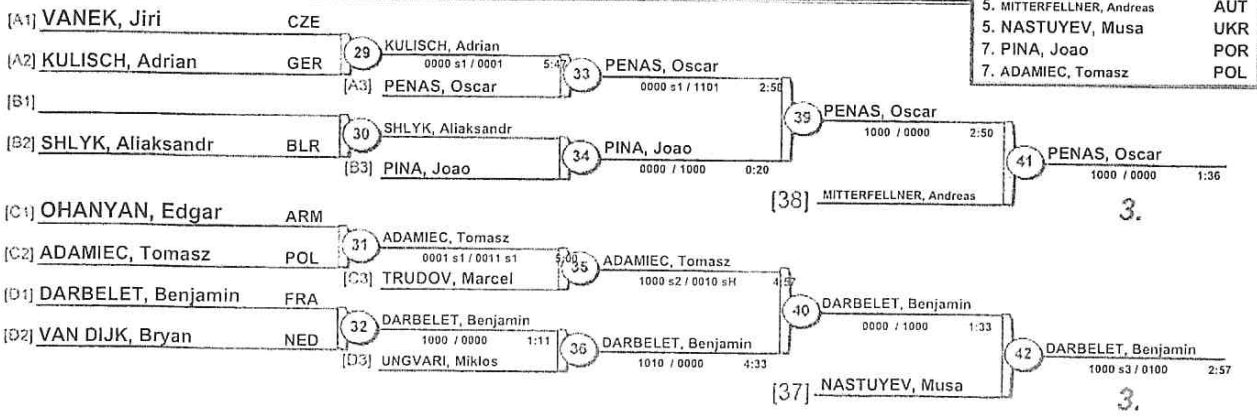 5. MITTERFELLNER, Andreas AUT
5. NASTUYEV, Musa UKR
7. PINA, Joao POR
7. ADAMIEC, Tomasz POL
[A1] VANEK, Jiri CZE
[A2] KULISCH, Adrian GER
[B1]
[B2] SHLYK, Aliaksandr BLR
[C1] OHANYAN, Edgar ARM
[C2] ADAMIEC, Tomasz POL
[D1] DARBELET, Benjamin FRA
[D2] VAN DIJK, Bryan NED
29 KULISCH, Adrian
0000 s1 / 0001 5:47
[A3] PENAS, Oscar
30 SHLYK, Aliaksandr
[B3] PINA, Joao
31 ADAMIEC, Tomasz
0001 s1 / 0011 s1 5:00
[C3] TRUDOV, Marcel
32 DARBELET, Benjamin
1000 / 0000 1:11
[D3] UNGVARI, Miklos
33 PENAS, Oscar
0000 s1 / 1101 2:50
34 PINA, Joao
0000 / 1000 0:20
35 ADAMIEC, Tomasz
1000 s2 / 0010 sH 4:57
36 DARBELET, Benjamin
1010 / 0000 4:33
39 PENAS, Oscar
1000 / 0000 2:50
[38] MITTERFELLNER, Andreas
40 DARBELET, Benjamin
0000 / 1000 1:33
[37] NASTUYEV, Musa
41 PENAS, Oscar
1000 / 0000 1:36
3.
42 DARBELET, Benjamin
1000 s3 / 0100 2:57
3.